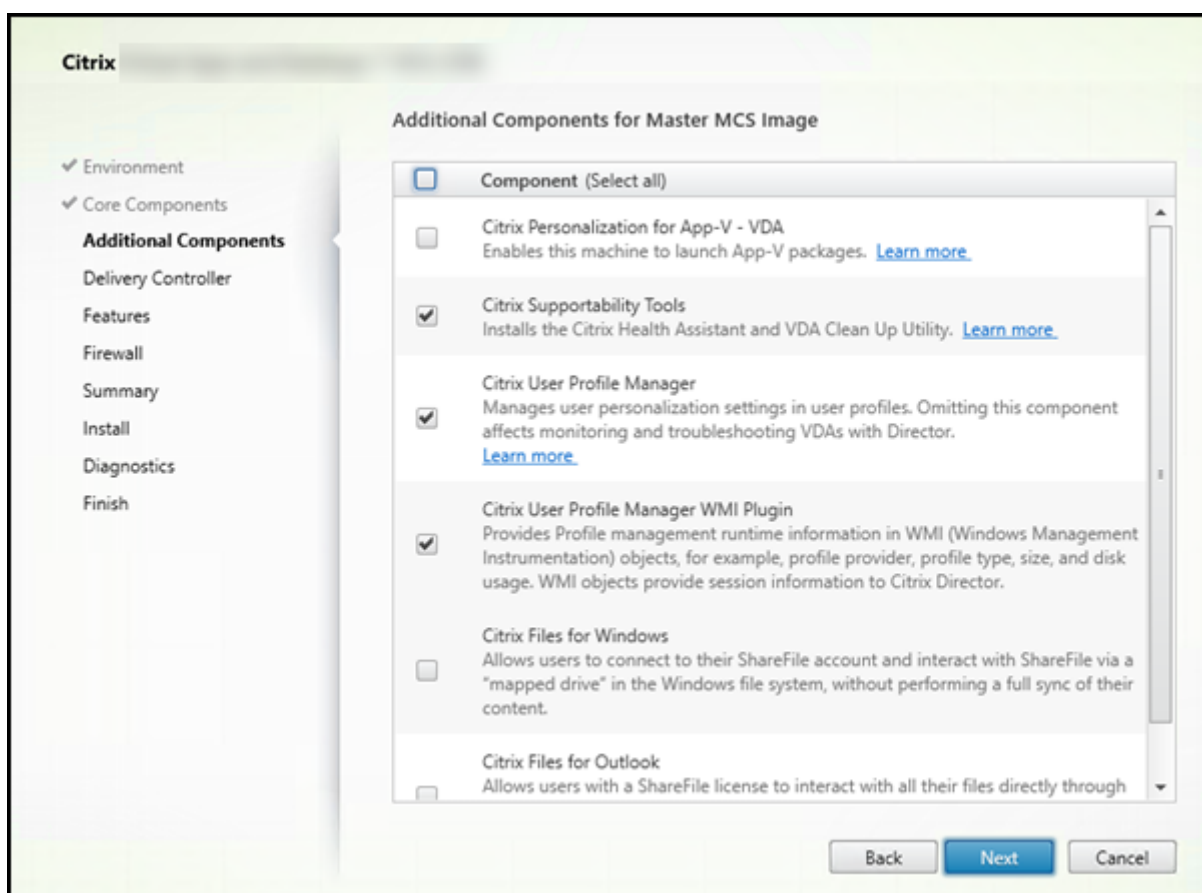 Citrix
Additional Components for Master MCS Image
Environment
Core Components
Additional Components
Delivery Controller
Features
Firewall
Summary
Install
Diagnostics
Finish
Component (Select all)
Citrix Personalization for App-V - VDA
Enables this machine to launch App-V packages. Learn more
Citrix Supportability Tools
Installs the Citrix Health Assistant and VDA Clean Up Utility. Learn more
Citrix User Profile Manager
Manages user personalization settings in user profiles. Omitting this component
affects monitoring and troubleshooting VDAs with Director.
Learn more
Citrix User Profile Manager WMI Plugin
Provides Profile management runtime information in WMI (Windows Management
Instrumentation) objects, for example, profile provider, profile type, size, and disk
usage. WMI objects provide session information to Citrix Director.
Citrix Files for Windows
Allows users to connect to their ShareFile account and interact with ShareFile via a
"mapped drive" in the Windows file system, without performing a full sync of their
content.
Citrix Files for Outlook
Allows users with a ShareFile license to interact with all their files directly through
Back
Next
Cancel